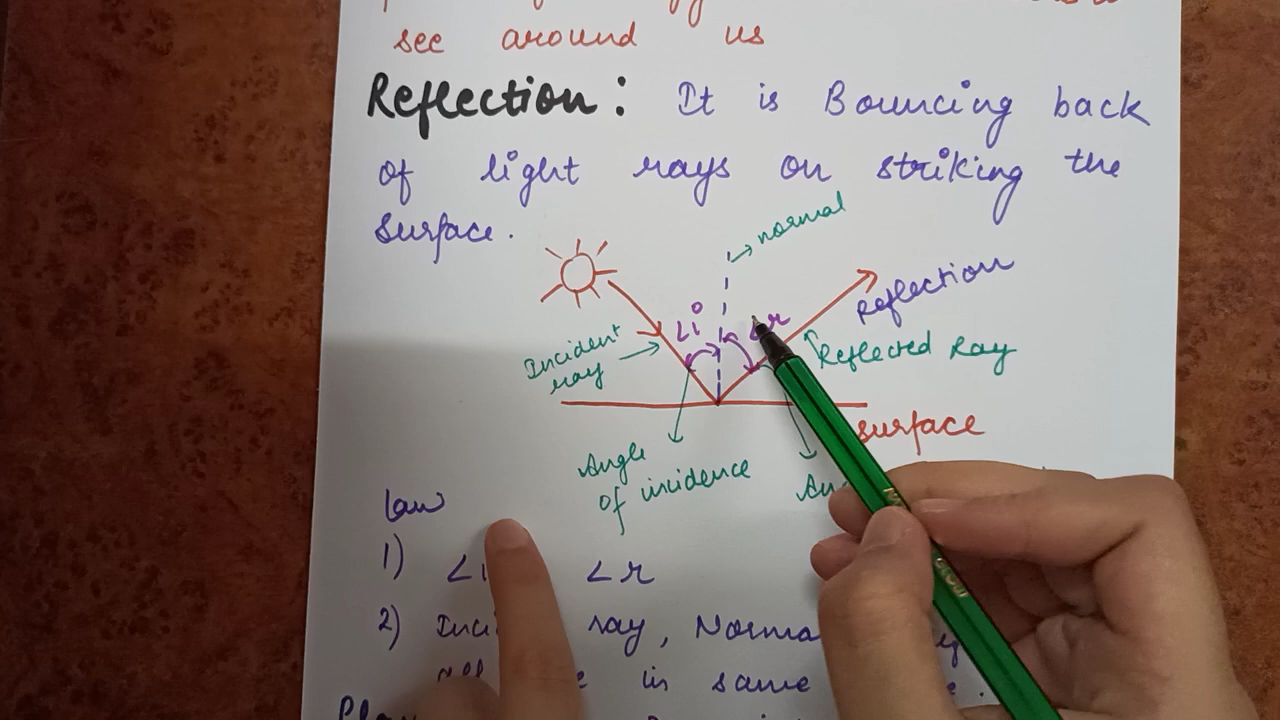 see around us
Reflection: It is Bouncing back
of light rays on striking the
surface.
normal
Reflection
∠i ∠r
Incident
ray
Reflected Ray
surface
Angle
of incidence
Law
1) ∠r
2) ray,
in same